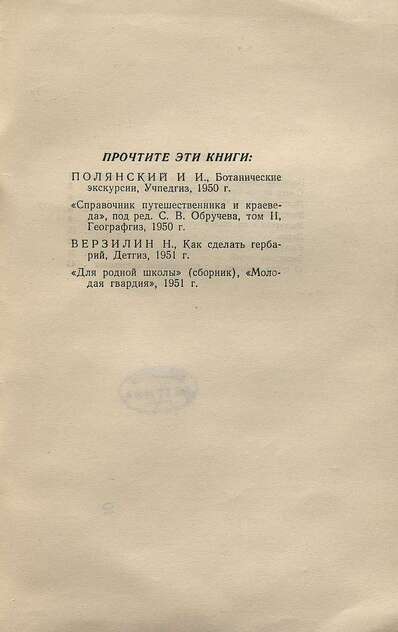 ПРОЧТИТЕ ЭТИ КНИГИ:
ПОЛЯНСКИЙ И И., Ботанические
экскурсии, Учпедгиз, 1950 г.
«Справочник путешественника и краеве-
да», под ред. С. В. Обручева, том II,
Географгиз, 1950 г.
ВЕРЗИЛИН Н., Как сделать герба-
рий, Детгиз, 1951 г.
«Для родной школы» (сборник), «Моло-
дая гвардия», 1951 г.